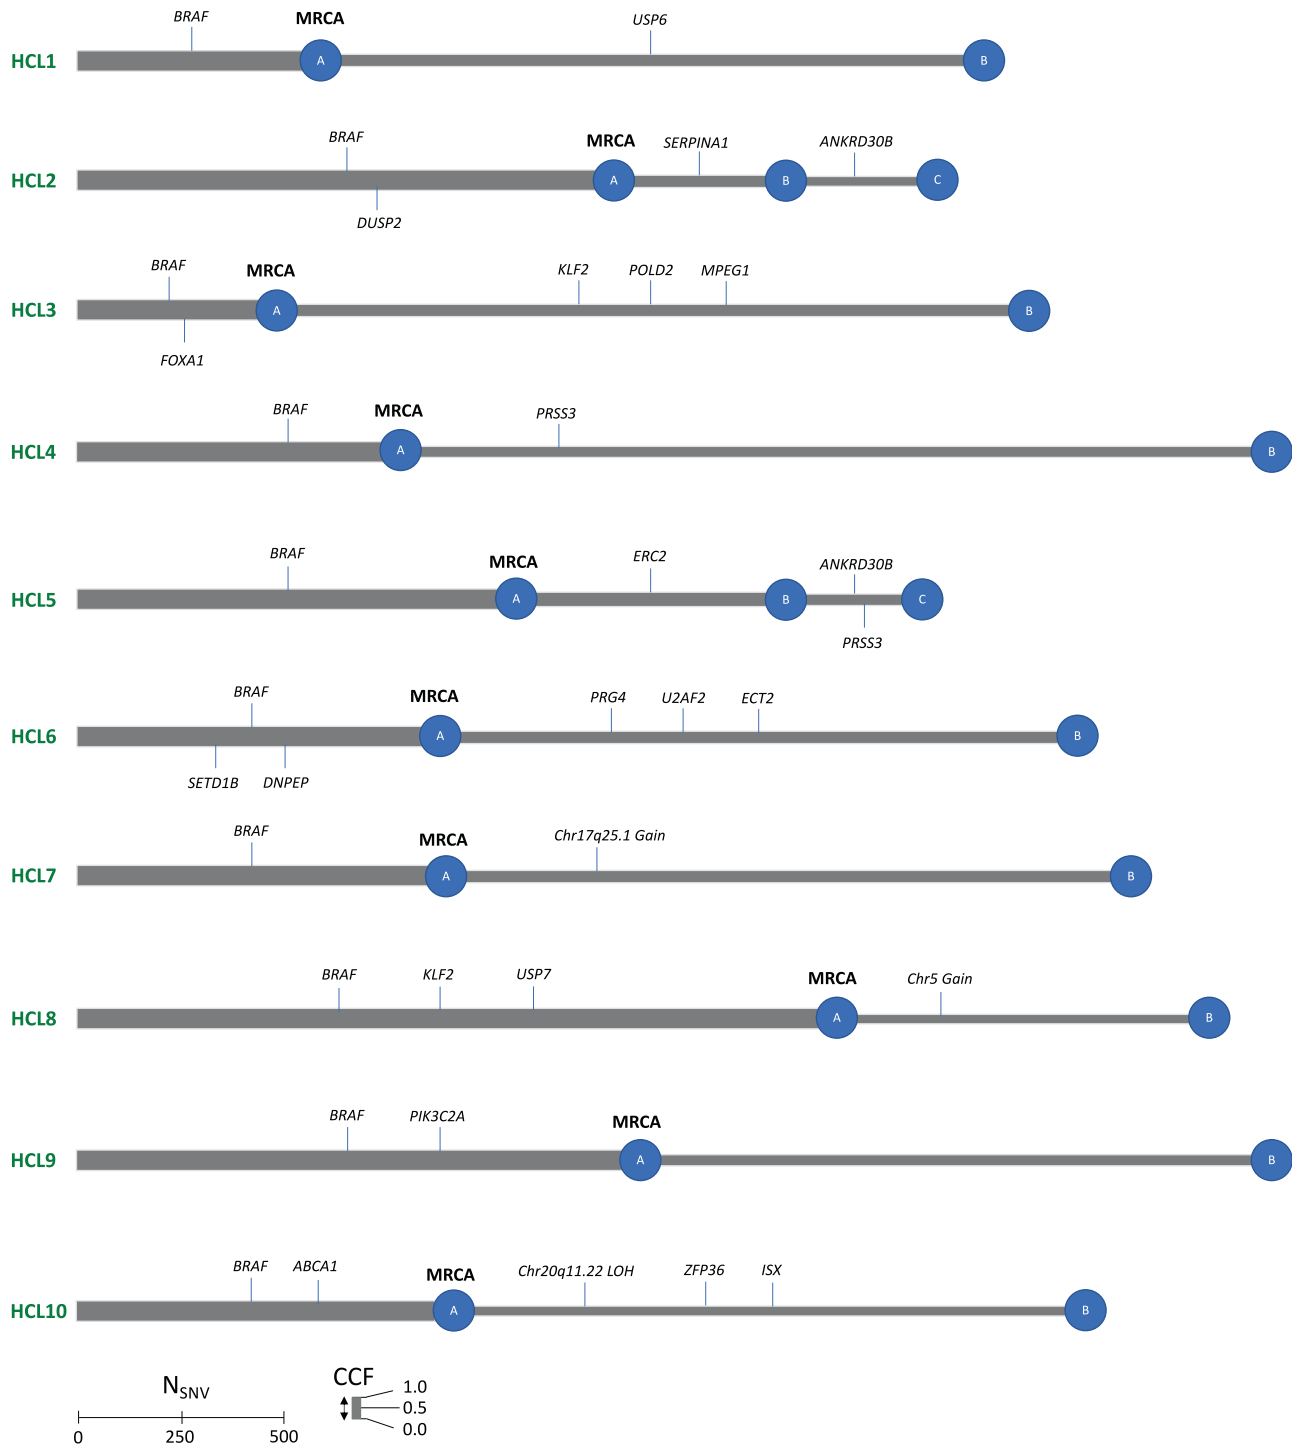 BRAF MRCA USP6
HCL1 A B
BRAF MRCA SERPINA1 ANKRD30B
HCL2 A B C
DUSP2
BRAF MRCA KLF2 POLD2 MPEG1
HCL3 A B
FOXA1
BRAF MRCA PRSS3
HCL4 A B
BRAF MRCA ERC2 ANKRD30B
HCL5 A B C
PRSS3
BRAF MRCA PRG4 U2AF2 ECT2
HCL6 A B
SETD1B DNPEP
BRAF MRCA Chr17q25.1 Gain
HCL7 A B
BRAF KLF2 USP7 MRCA Chr5 Gain
HCL8 A B
BRAF PIK3C2A MRCA
HCL9 A B
BRAF ABCA1 MRCA Chr20q11.22 LOH ZFP36 ISX
HCL10 A B
NSNV CCF
1.0
0.5
0.0
0 250 500